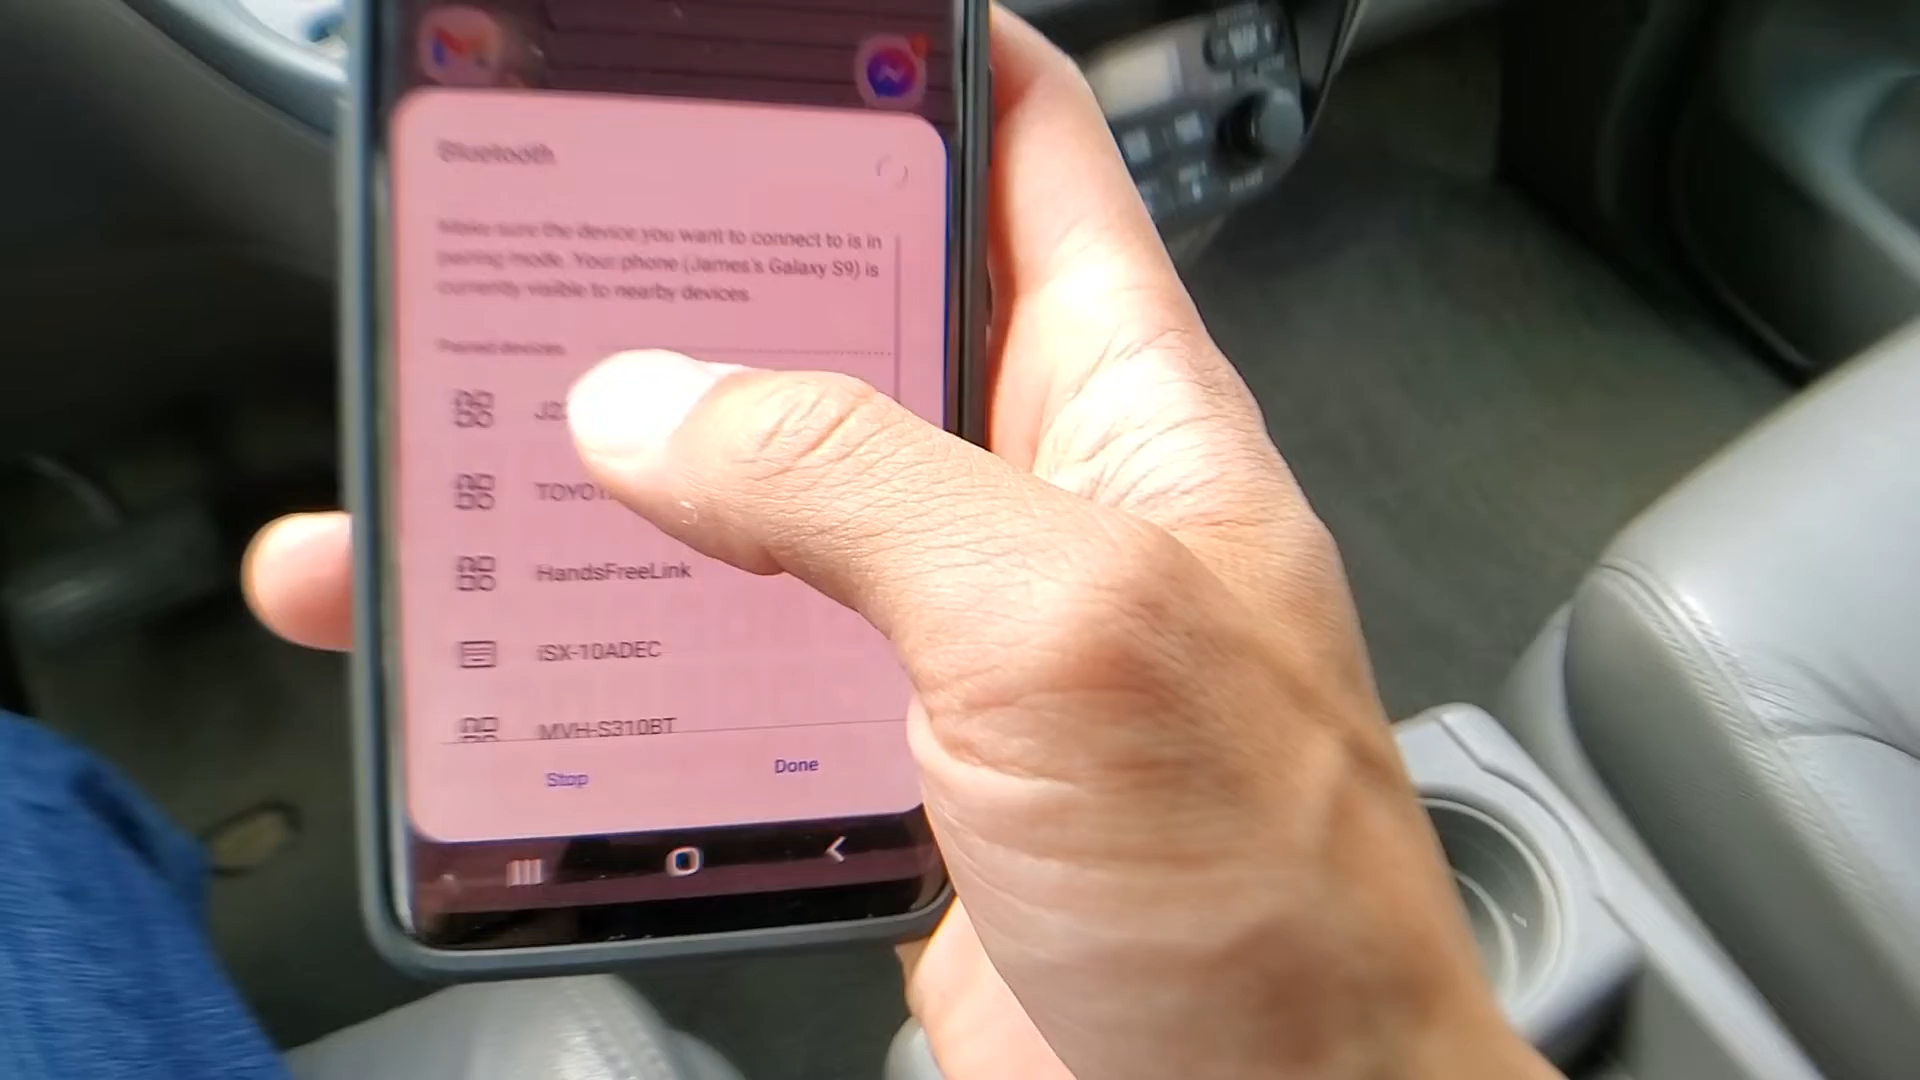 Bluetooth
Make sure the device you want to connect to is in
pairing mode. Your phone (James's Galaxy S9) is
currently visible to nearby devices.
Paired devices
HandsFreeLink
iSX-10ADEC
MVH-S310BT
Stop
Done